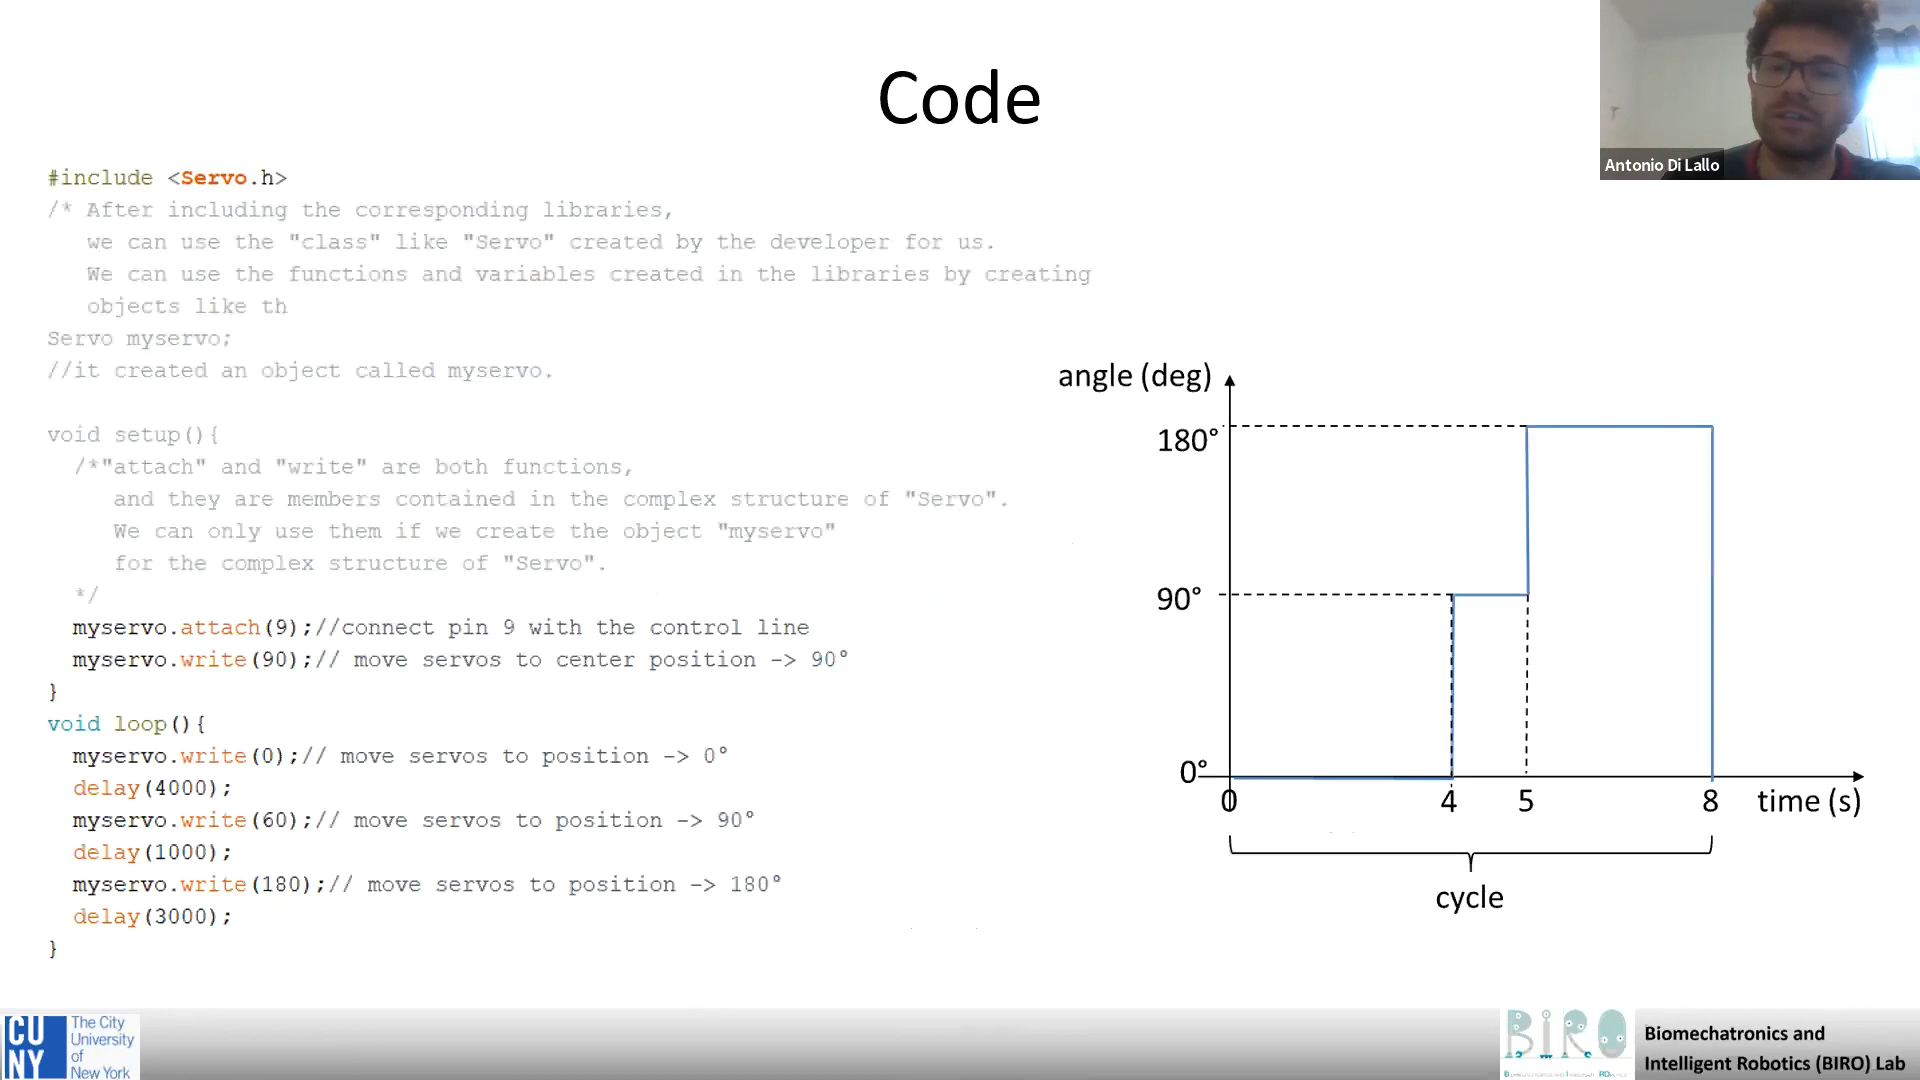 Code
Antonio Di Lallo
#include <Servo.h>
/* After including the corresponding libraries,
we can use the "class" like "Servo" created by the developer for us.
We can use the functions and variables created in the libraries by creating
objects like th
Servo myservo;
//it created an object called myservo.
void setup(){
/*"attach" and "write" are both functions,
and they are members contained in the complex structure of "Servo".
We can only use them if we create the object "myservo"
for the complex structure of "Servo".
*/
myservo.attach(9);//connect pin 9 with the control line
myservo.write(90);// move servos to center position -> 90°
}
void loop(){
myservo.write(0);// move servos to position -> 0°
delay(4000);
myservo.write(60);// move servos to position -> 90°
delay(1000);
myservo.write(180);// move servos to position -> 180°
delay(3000);
}
angle (deg)
180°
90°
0°
0 4 5 8 time (s)
cycle
CU
NY
The City
University
of
New York
BiRO
Biomechatronics and
Intelligent Robotics (BIRO) Lab